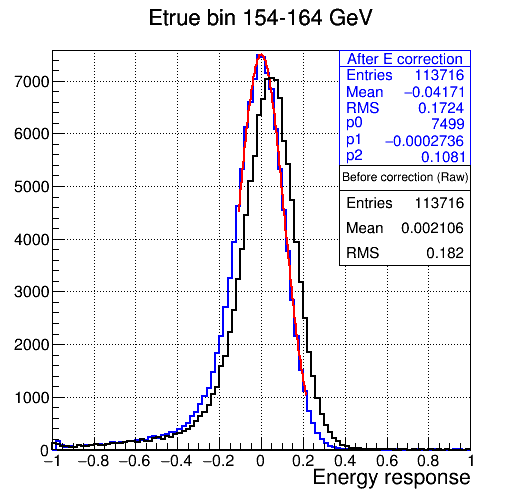 Etrue bin 154-164 GeV
After E correction
Entries 113716
Mean −0.04171
RMS 0.1724
p0 7499
p1 −0.0002736
p2 0.1081
Before correction (Raw)
Entries 113716
Mean 0.002106
RMS 0.182
7000
6000
5000
4000
3000
2000
1000
0
−1 −0.8 −0.6 −0.4 −0.2 0 0.2 0.4 0.6 0.8 1
Energy response